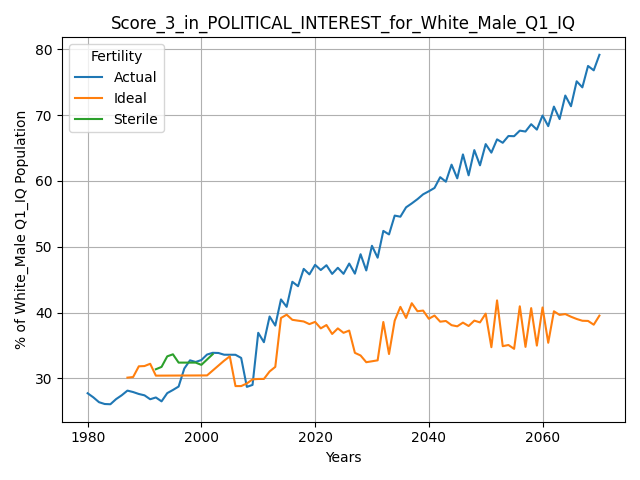 Score_3_in_POLITICAL_INTEREST_for_White_Male_Q1_IQ
Fertility
Actual
Ideal
Sterile
% of White_Male Q1_IQ Population
80
70
60
50
40
30
1980
2000
2020
2040
2060
Years